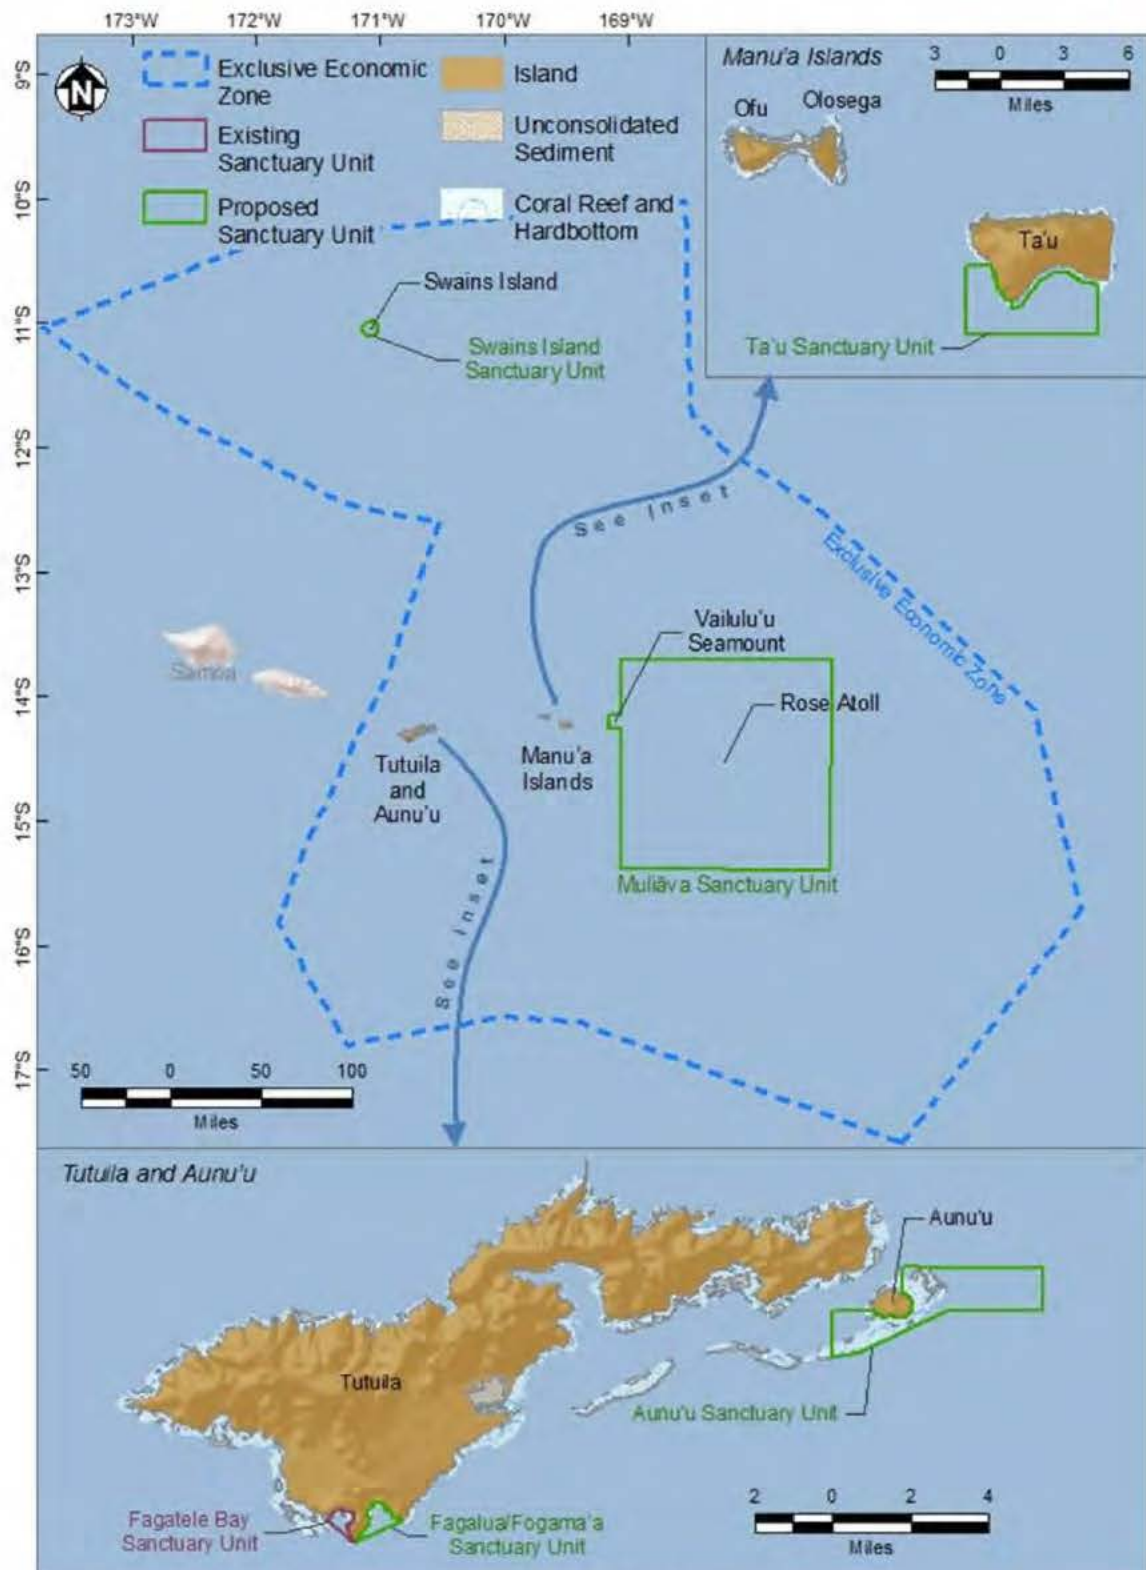 173°W 172°W 171°W 170°W 169°W
9°S
10°S
11°S
12°S
13°S
14°S
15°S
16°S
17°S
N
Exclusive Economic
Zone
Existing
Sanctuary Unit
Proposed
Sanctuary Unit
Island
Unconsolidated
Sediment
Coral Reef and
Hardbottom
Manu'a Islands
3 0 3 6
Miles
Ofu
Olosega
Ta'u
Ta'u Sanctuary Unit
Swains Island
Swains Island
Sanctuary Unit
See Inset
Exclusive Economic Zone
Vailulu'u
Seamount
Rose Atoll
Samoa
Tutuila
and
Aunu'u
Manu'a
Islands
Muliāva Sanctuary Unit
See Inset
50 0 50 100
Miles
Tutuila and Aunu'u
Aunu'u
Tutuila
Aunu'u Sanctuary Unit
Fagatele Bay
Sanctuary Unit
Fagalua/Fogama'a
Sanctuary Unit
2 0 2 4
Miles